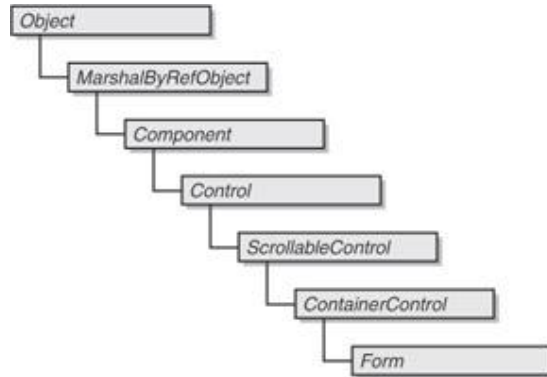 Object
MarshalByRefObject
Component
Control
ScrollableControl
ContainerControl
Form